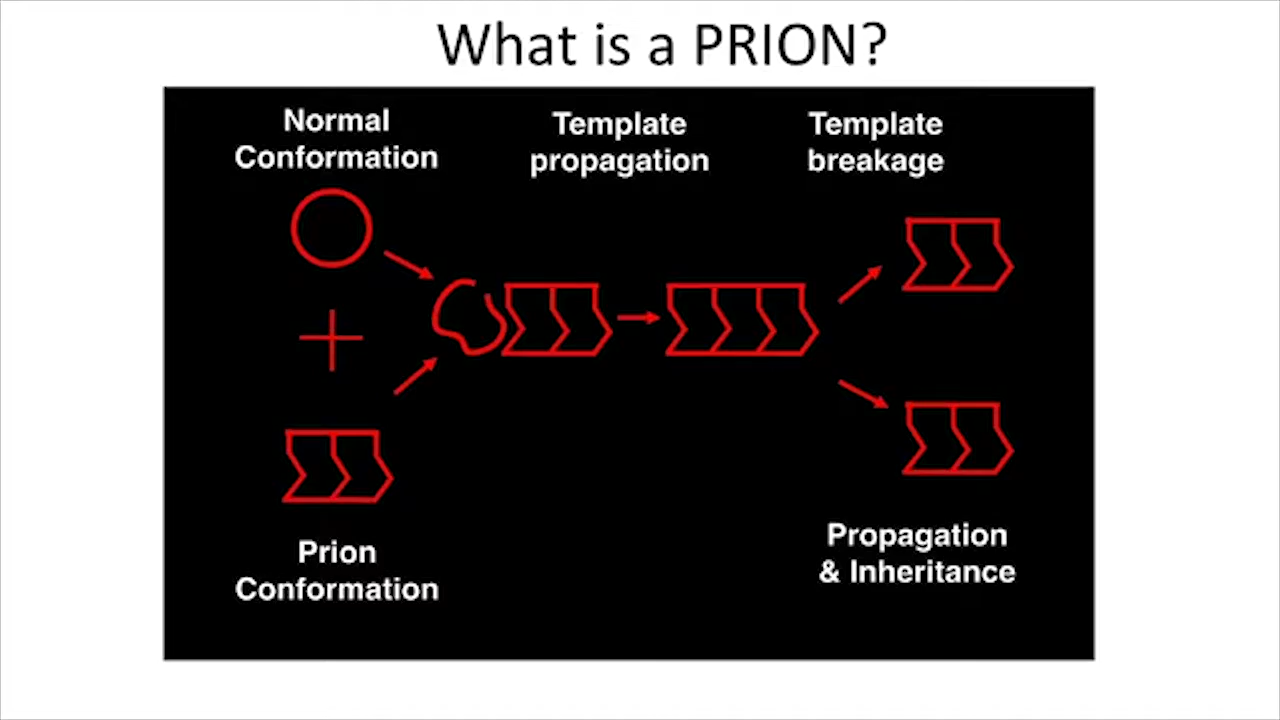 What is a PRION?
Normal
Conformation
Template
propagation
Template
breakage
Prion
Conformation
Propagation
& Inheritance